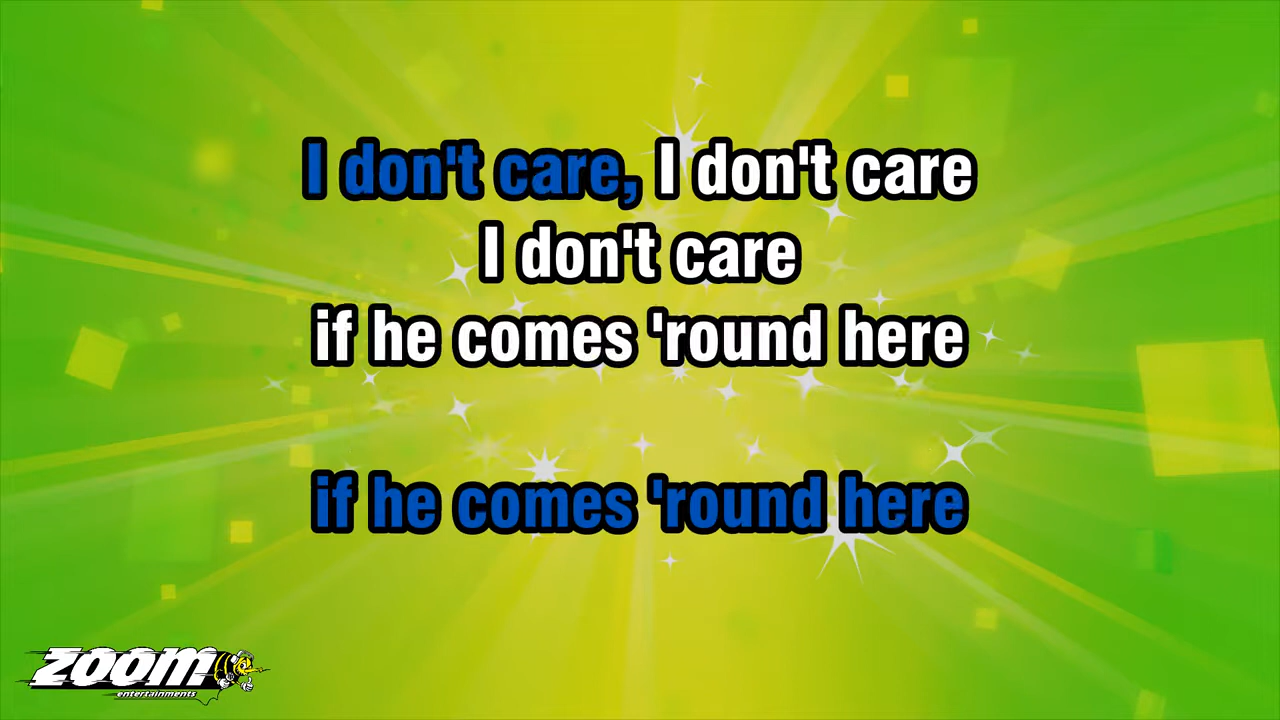 I don't care, I don't care
I don't care
if he comes 'round here
if he comes 'round here
zoom
entertainments